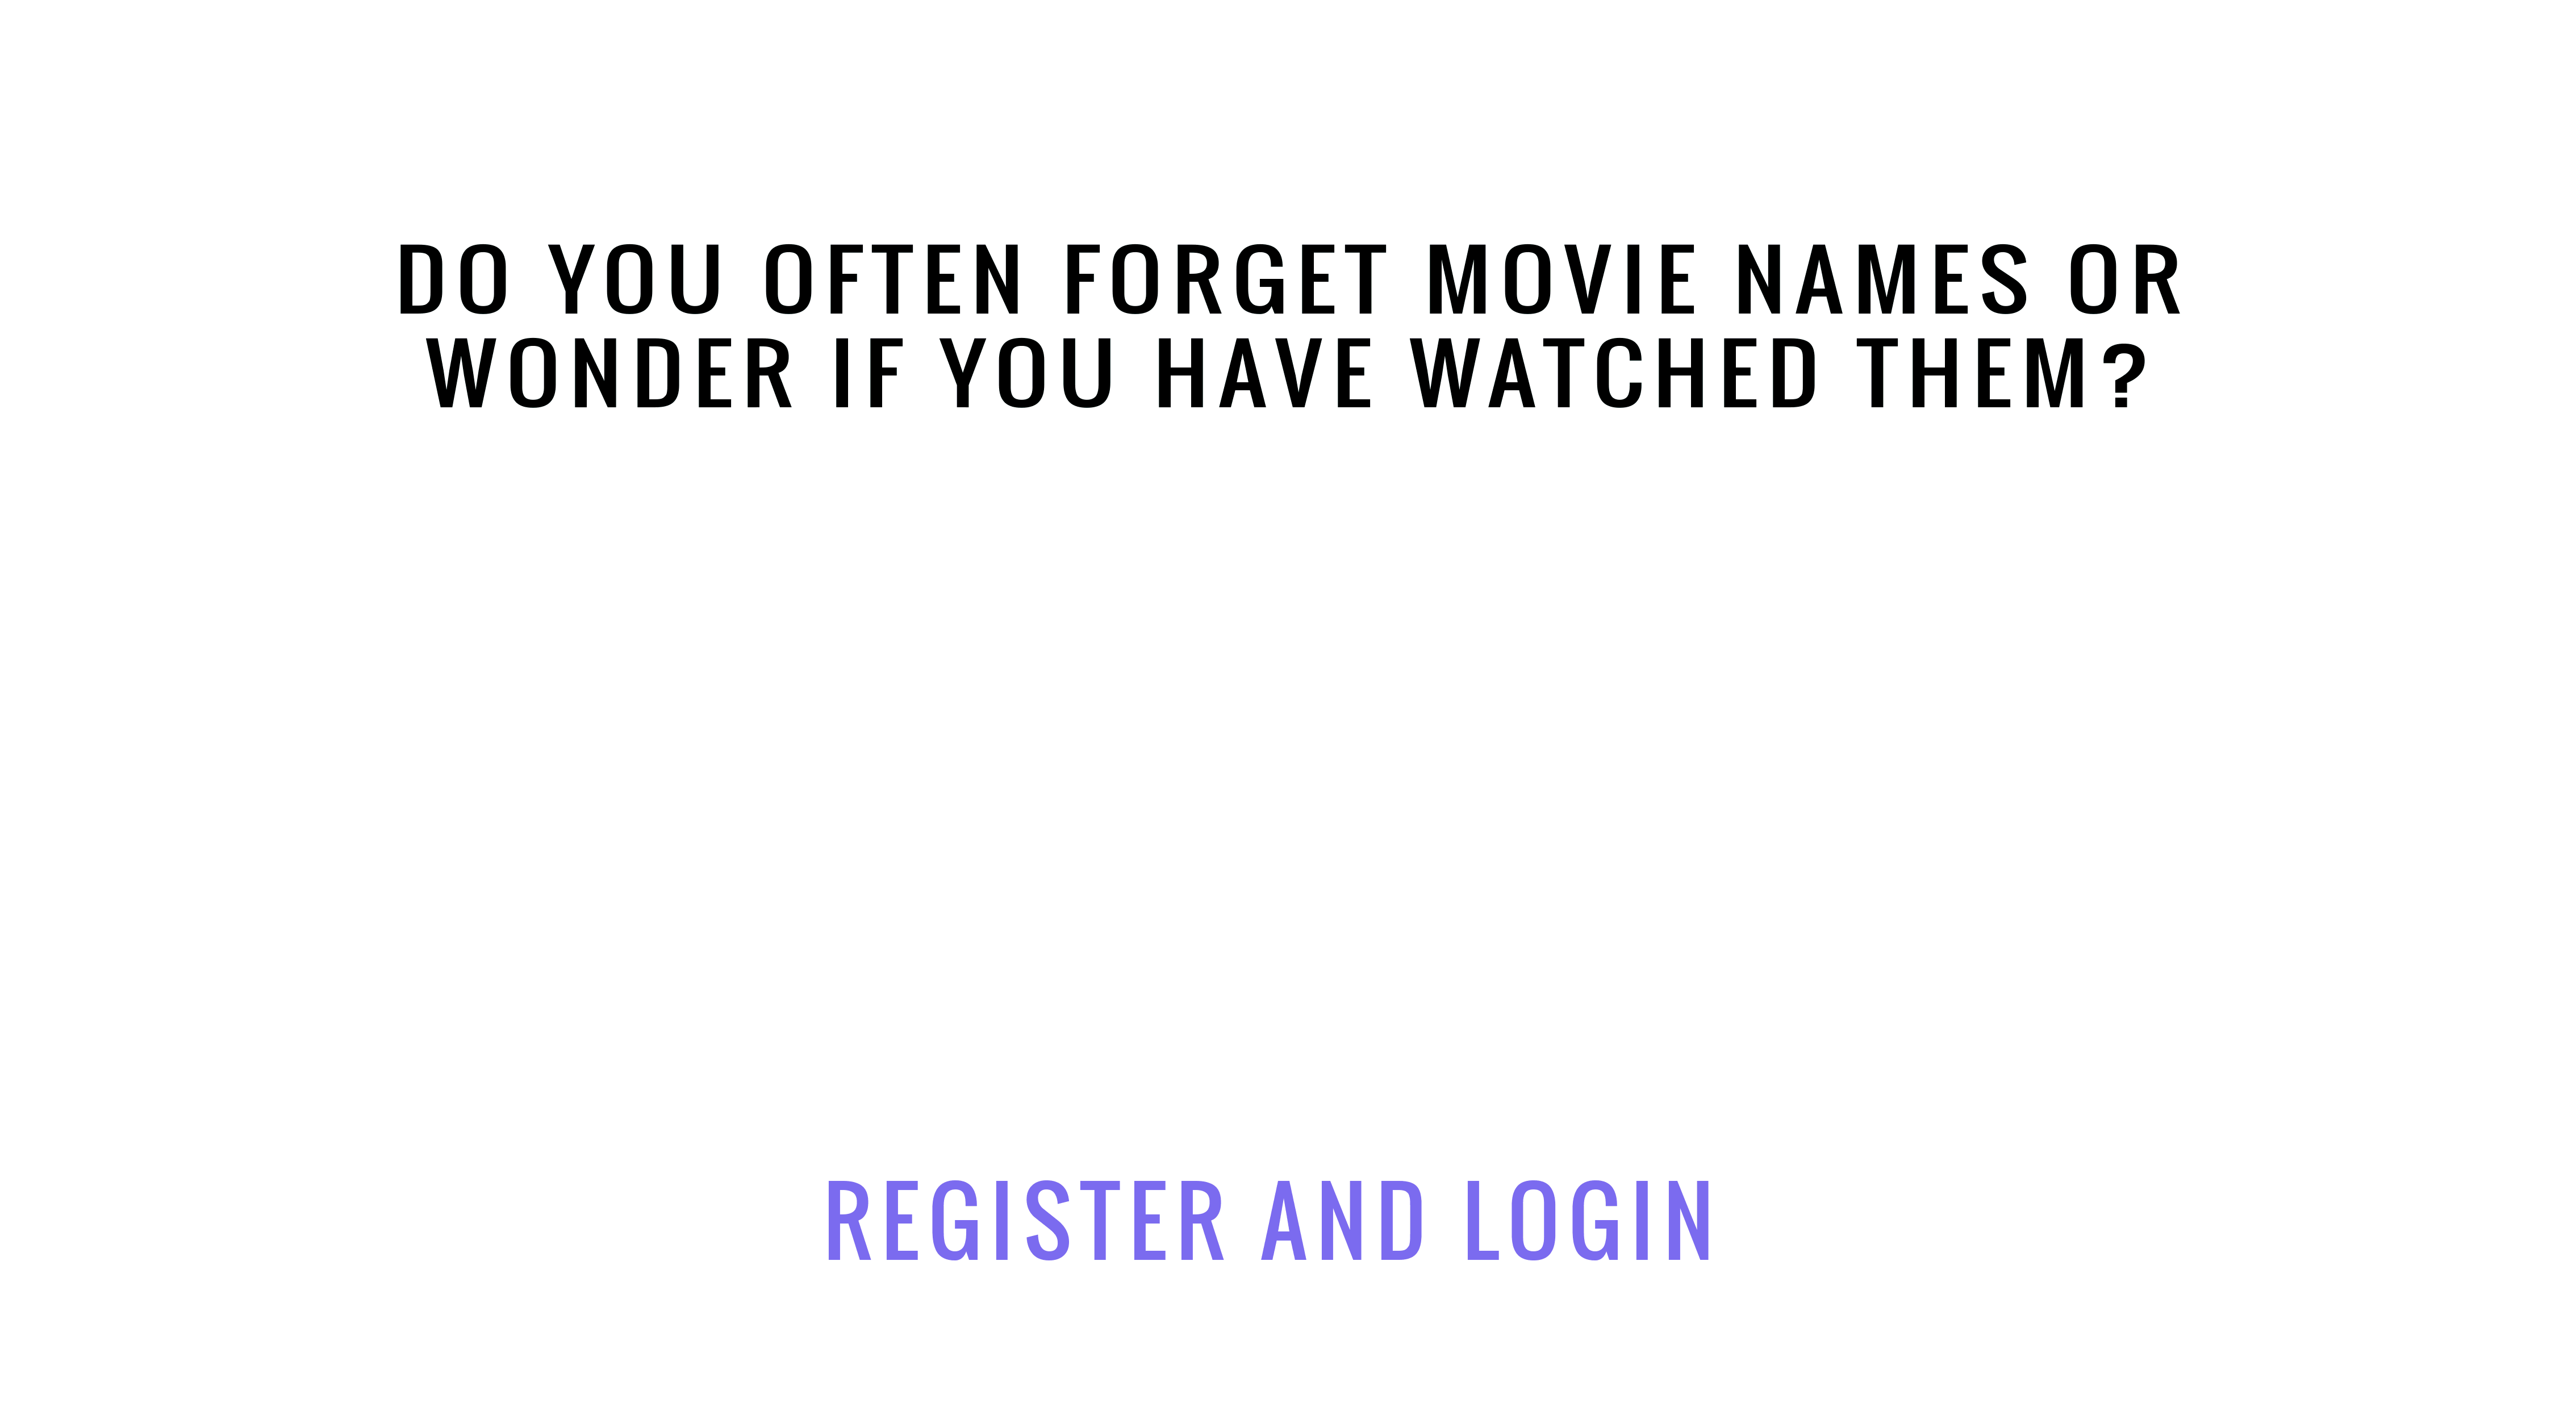 DO YOU OFTEN FORGET MOVIE NAMES OR
WONDER IF YOU HAVE WATCHED THEM?
REGISTER AND LOGIN